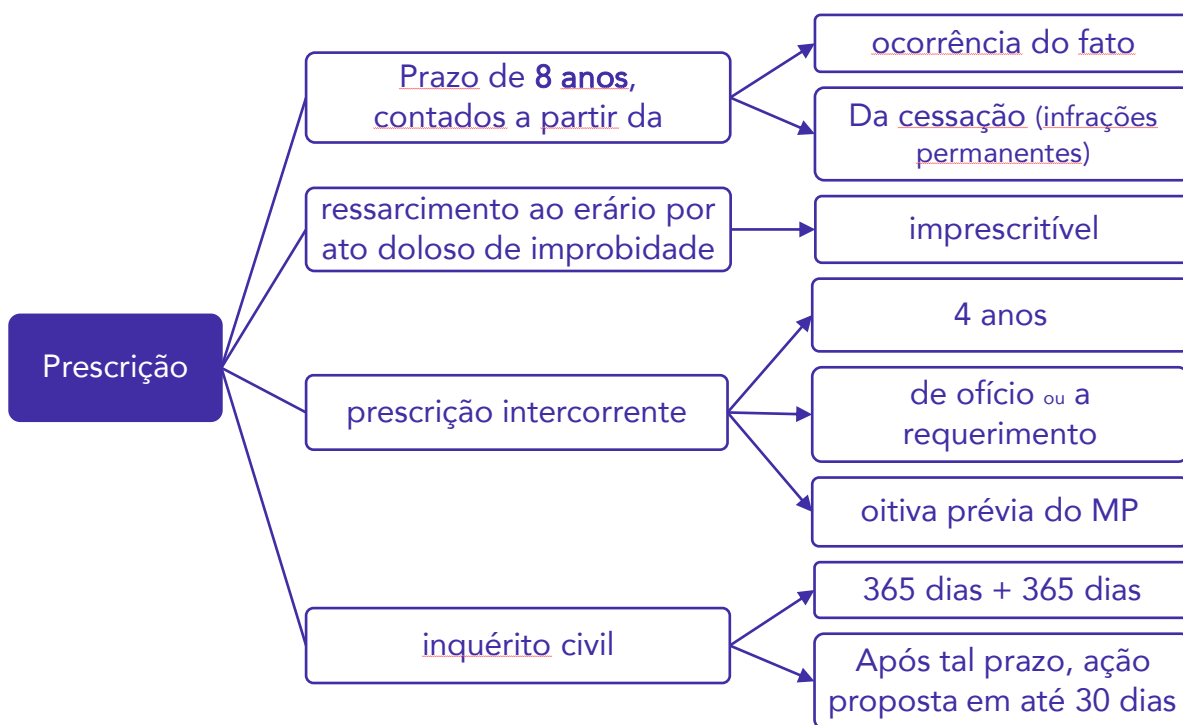 Prescrição
Prazo de 8 anos,
contados a partir da
ocorrência do fato
Da cessação (infrações
permanentes)
ressarcimento ao erário por
ato doloso de improbidade
imprescritível
prescrição intercorrente
4 anos
de ofício ou a
requerimento
oitiva prévia do MP
inquérito civil
365 dias + 365 dias
Após tal prazo, ação
proposta em até 30 dias